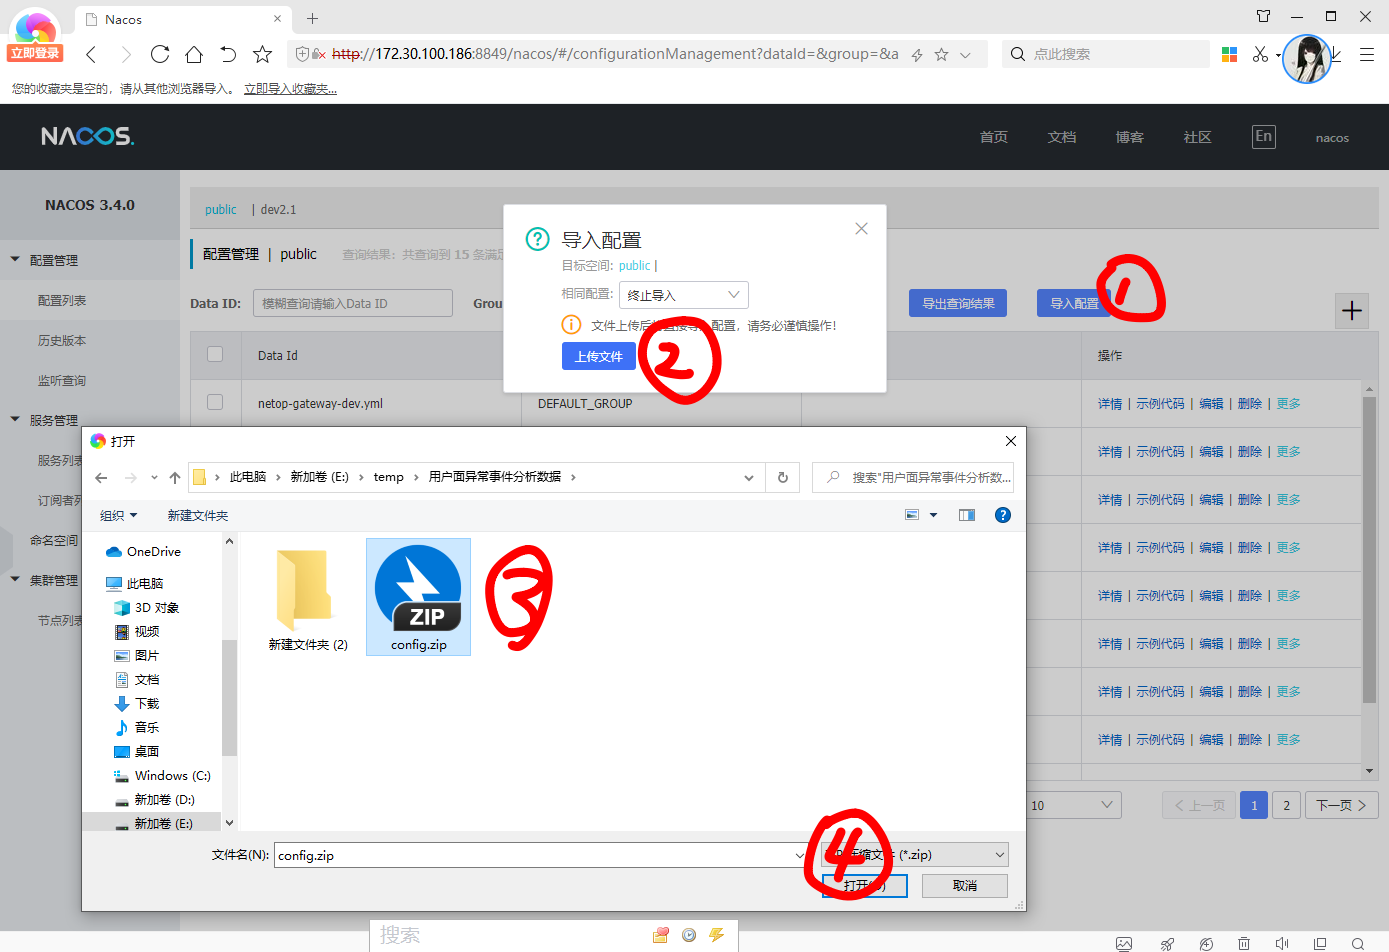 Nacos
立即登录
http://172.30.100.186:8849/nacos/#/configurationManagement?dataId=&group=&a
点此搜索
您的收藏夹是空的，请从其他浏览器导入。 立即导入收藏夹...
NACOS.
首页 文档 博客 社区 En nacos
NACOS 3.4.0
public | dev2.1
配置管理
配置列表
历史版本
监听查询
服务管理
服务列表
订阅者列
命名空间
集群管理
节点列表
配置管理 | public 查询结果：共查询到 15 条满足
Data ID: 模糊查询请输入Data ID Grou
导出查询结果 导入配置
1
导入配置
目标空间: public |
相同配置: 终止导入
文件上传后 直接导入配置，请务必谨慎操作！
上传文件
2
Data Id 操作
netop-gateway-dev.yml DEFAULT_GROUP 详情 | 示例代码 | 编辑 | 删除 | 更多
详情 | 示例代码 | 编辑 | 删除 | 更多
详情 | 示例代码 | 编辑 | 删除 | 更多
详情 | 示例代码 | 编辑 | 删除 | 更多
详情 | 示例代码 | 编辑 | 删除 | 更多
详情 | 示例代码 | 编辑 | 删除 | 更多
详情 | 示例代码 | 编辑 | 删除 | 更多
详情 | 示例代码 | 编辑 | 删除 | 更多
10 上一页 1 2 下一页
打开
此电脑 新加卷 (E:) temp 用户面异常事件分析数据
搜索"用户面异常事件分析数据...
组织 新建文件夹
OneDrive
此电脑
3D 对象
视频
图片
文档
下载
音乐
桌面
Windows (C:)
新加卷 (D:)
新加卷 (E:)
新建文件夹 (2)
ZIP
config.zip
3
文件名(N): config.zip
压缩文件 (*.zip)
4
打开(O) 取消
搜索